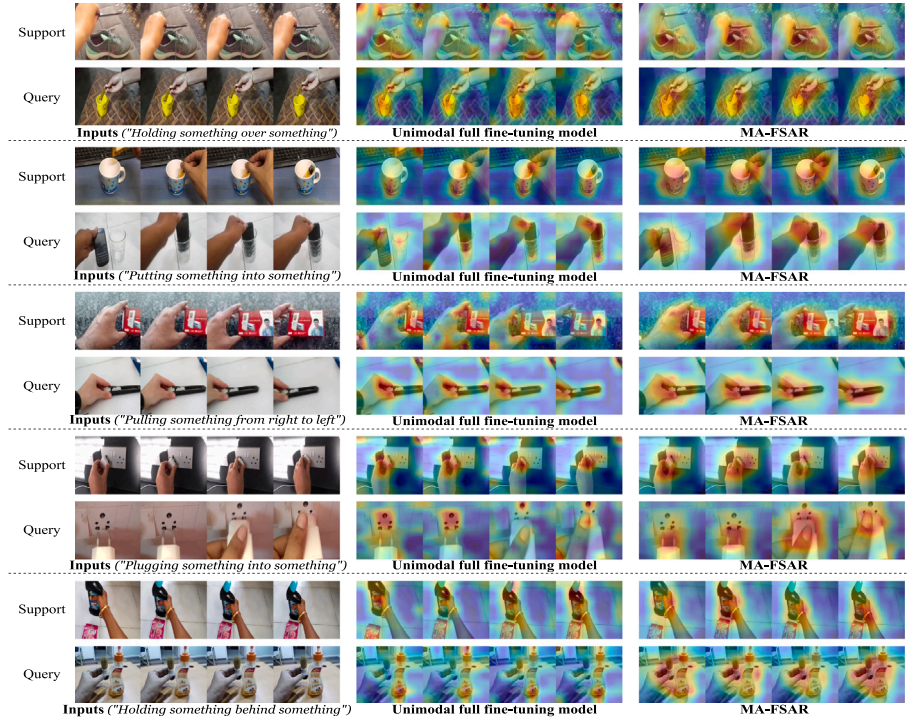 Support
Query
Inputs ("Holding something over something") Unimodal full fine-tuning model MA-FSAR
Support
Query
Inputs ("Putting something into something") Unimodal full fine-tuning model MA-FSAR
Support
Query
Inputs ("Pulling something from right to left") Unimodal full fine-tuning model MA-FSAR
Support
Query
Inputs ("Plugging something into something") Unimodal full fine-tuning model MA-FSAR
Support
Query
Inputs ("Holding something behind something") Unimodal full fine-tuning model MA-FSAR